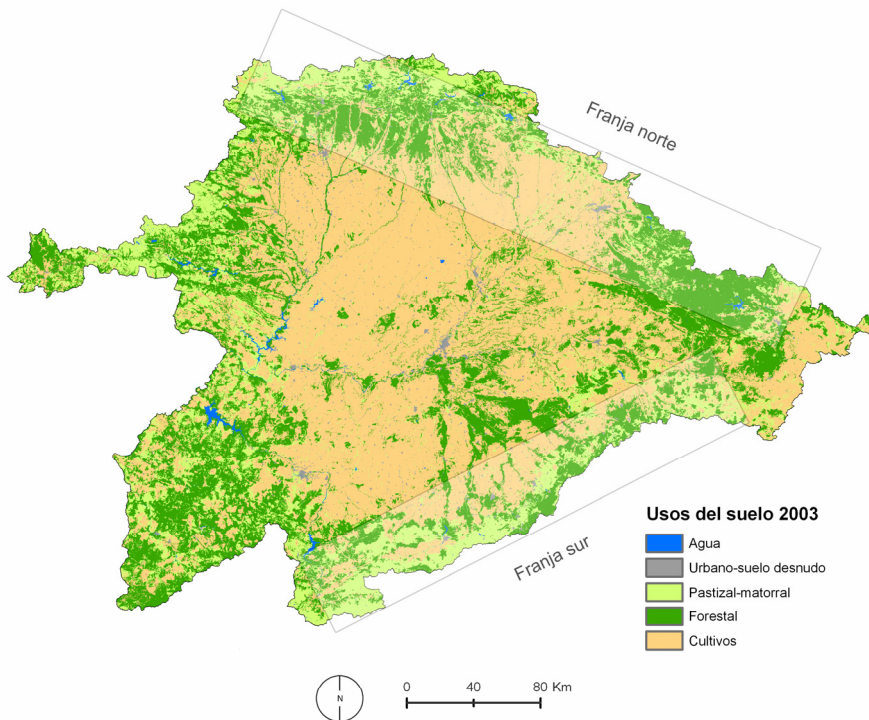 Franja norte
Franja sur
Usos del suelo 2003
Agua
Urbano-suelo desnudo
Pastizal-matorral
Forestal
Cultivos
N
0 40 80 Km